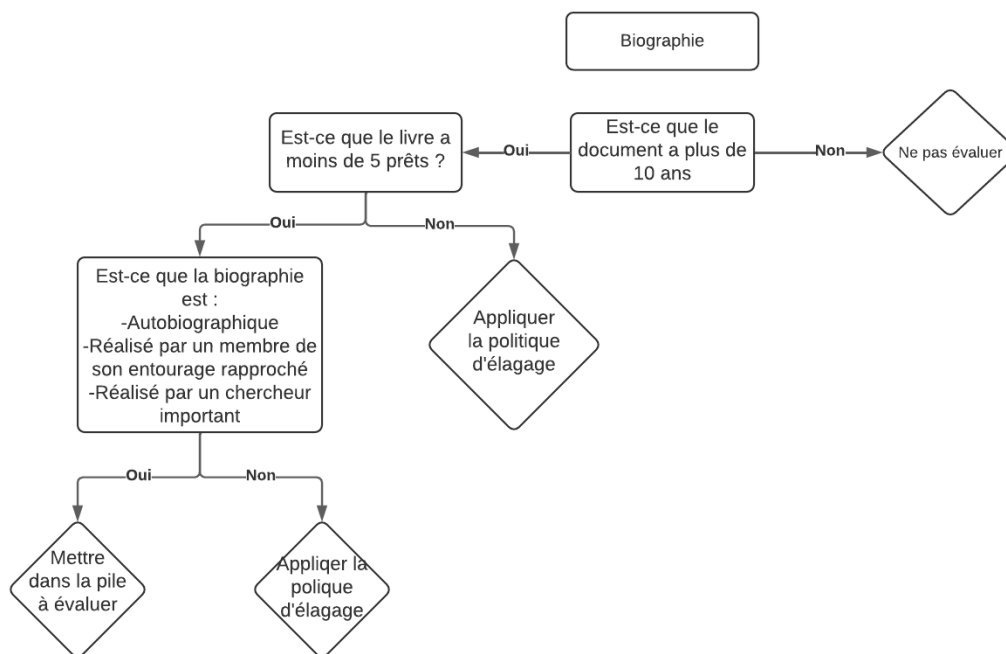 Biographie
Est-ce que le livre a
moins de 5 prêts ?
Oui
Est-ce que le
document a plus de
10 ans
Non
Ne pas évaluer
Oui
Non
Est-ce que la biographie
est :
-Autobiographique
-Réalisé par un membre de
son entourage rapproché
-Réalisé par un chercheur
important
Appliquer
la politique
d'élagage
Oui
Non
Mettre
dans la pile
à évaluer
Appliqer la
polique
d'élagage